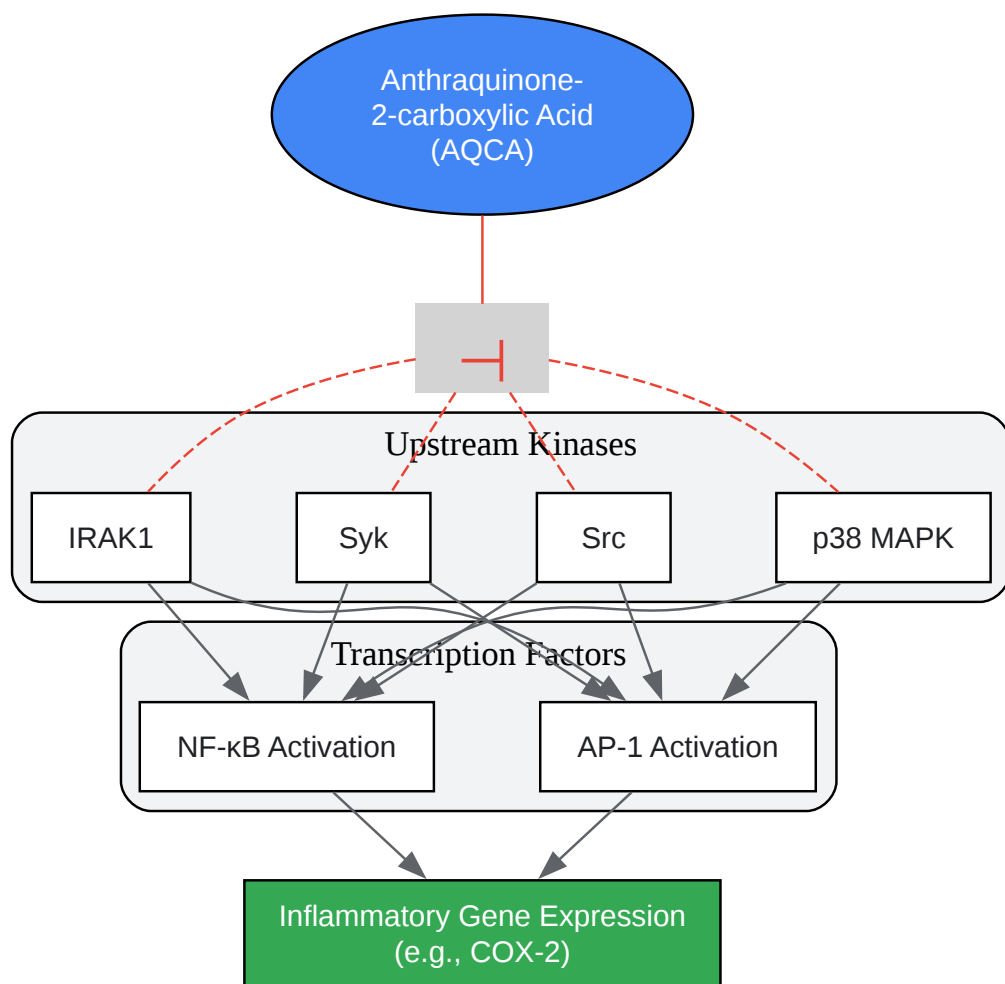 Anthraquinone-
2-carboxylic Acid
(AQCA)
⊣
Upstream Kinases
IRAK1
Syk
Src
p38 MAPK
Transcription Factors
NF-κB Activation
AP-1 Activation
Inflammatory Gene Expression
(e.g., COX-2)